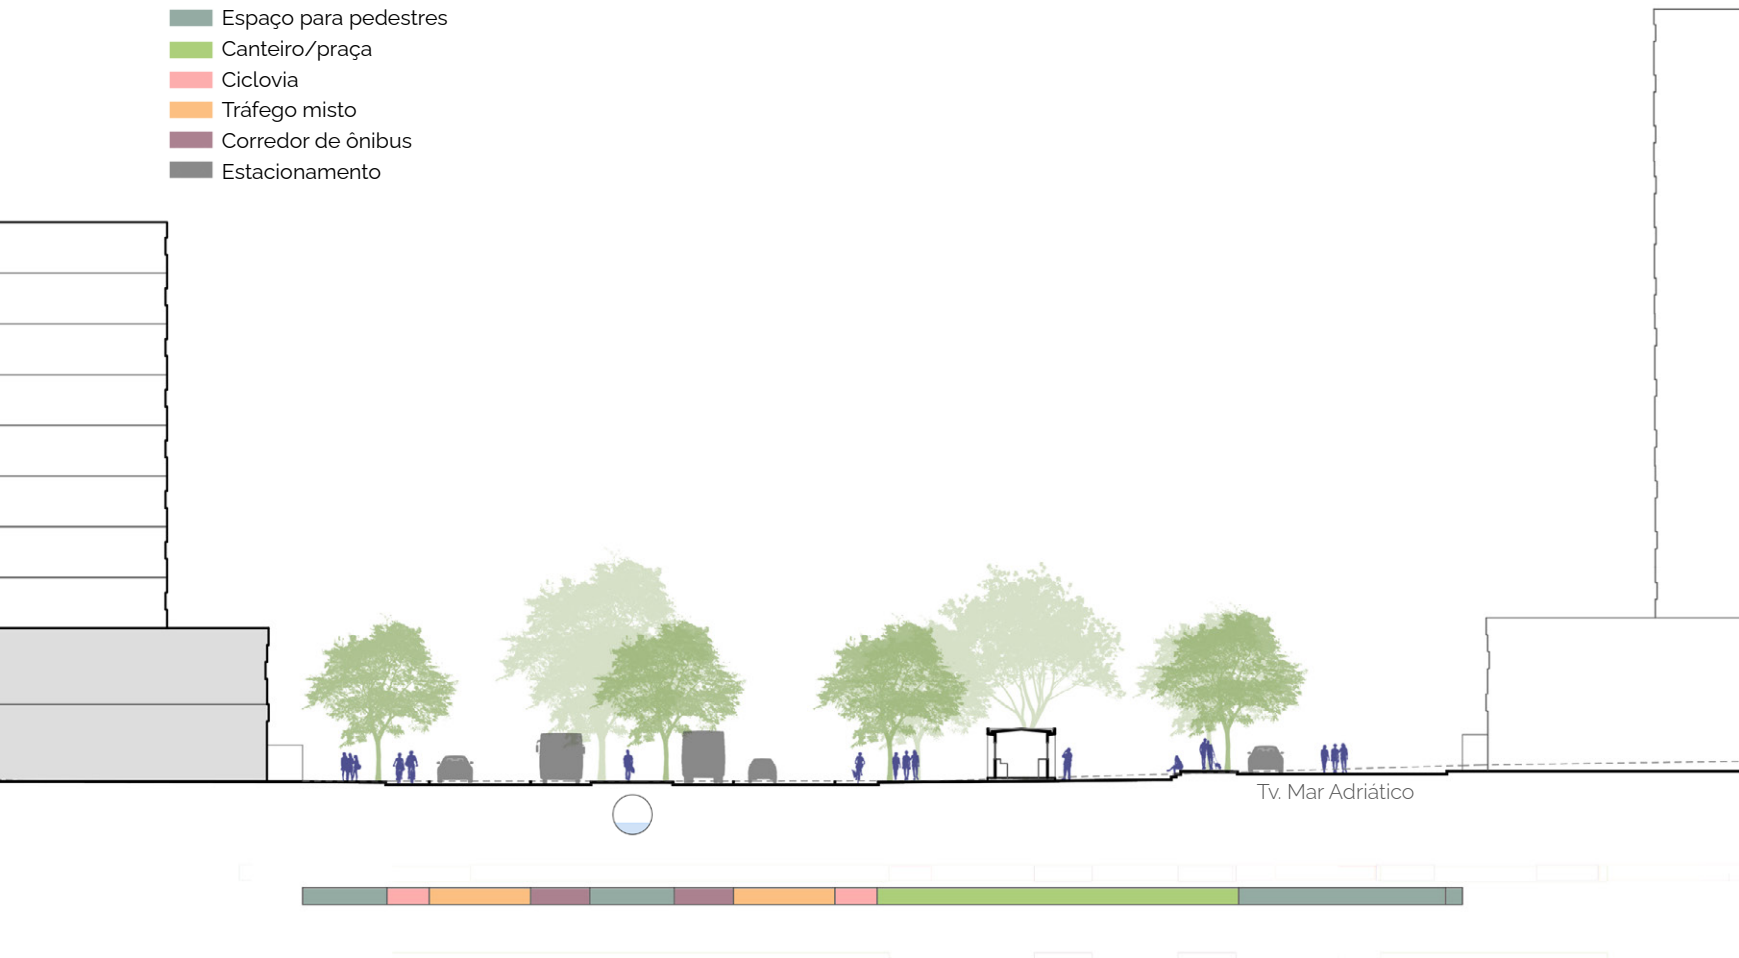 Espaço para pedestres
Canteiro/praça
Ciclovia
Tráfego misto
Corredor de ônibus
Estacionamento
Tv. Mar Adriático